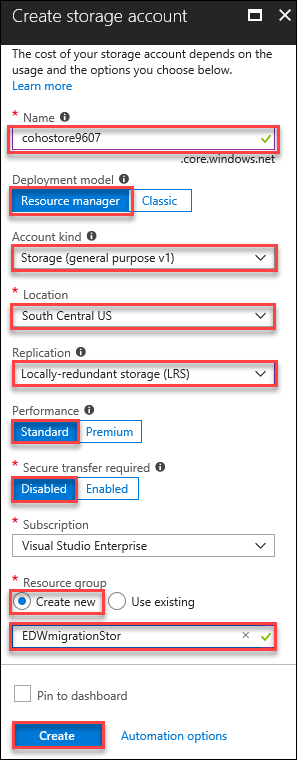 Create storage account
The cost of your storage account depends on the
usage and the options you choose below.
Learn more
* Name
cohostore9607
.core.windows.net
Deployment model
Resource manager Classic
Account kind
Storage (general purpose v1)
* Location
South Central US
Replication
Locally-redundant storage (LRS)
Performance
Standard Premium
* Secure transfer required
Disabled Enabled
* Subscription
Visual Studio Enterprise
* Resource group
Create new Use existing
EDWmigrationStor
Pin to dashboard
Create Automation options